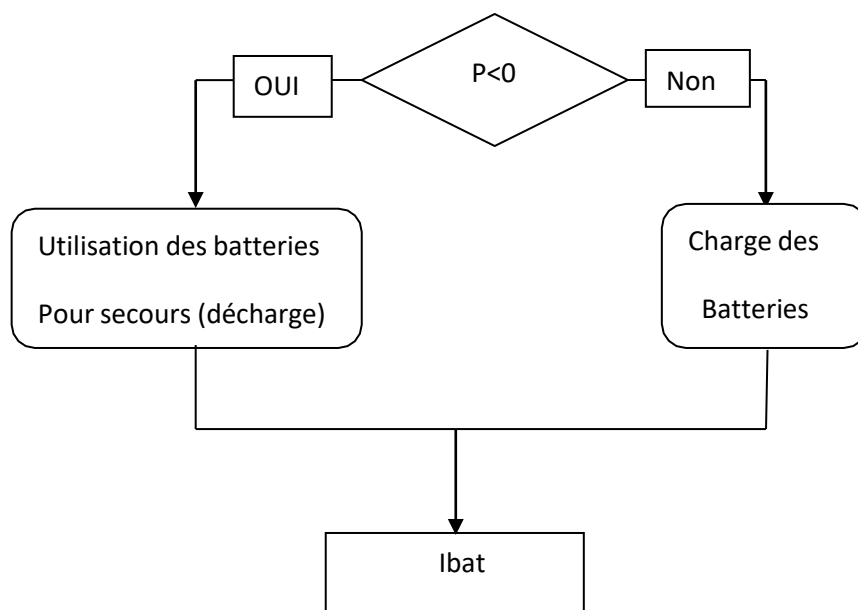 P<0
OUI
Non
Utilisation des batteries
Pour secours (décharge)
Charge des
Batteries
Ibat